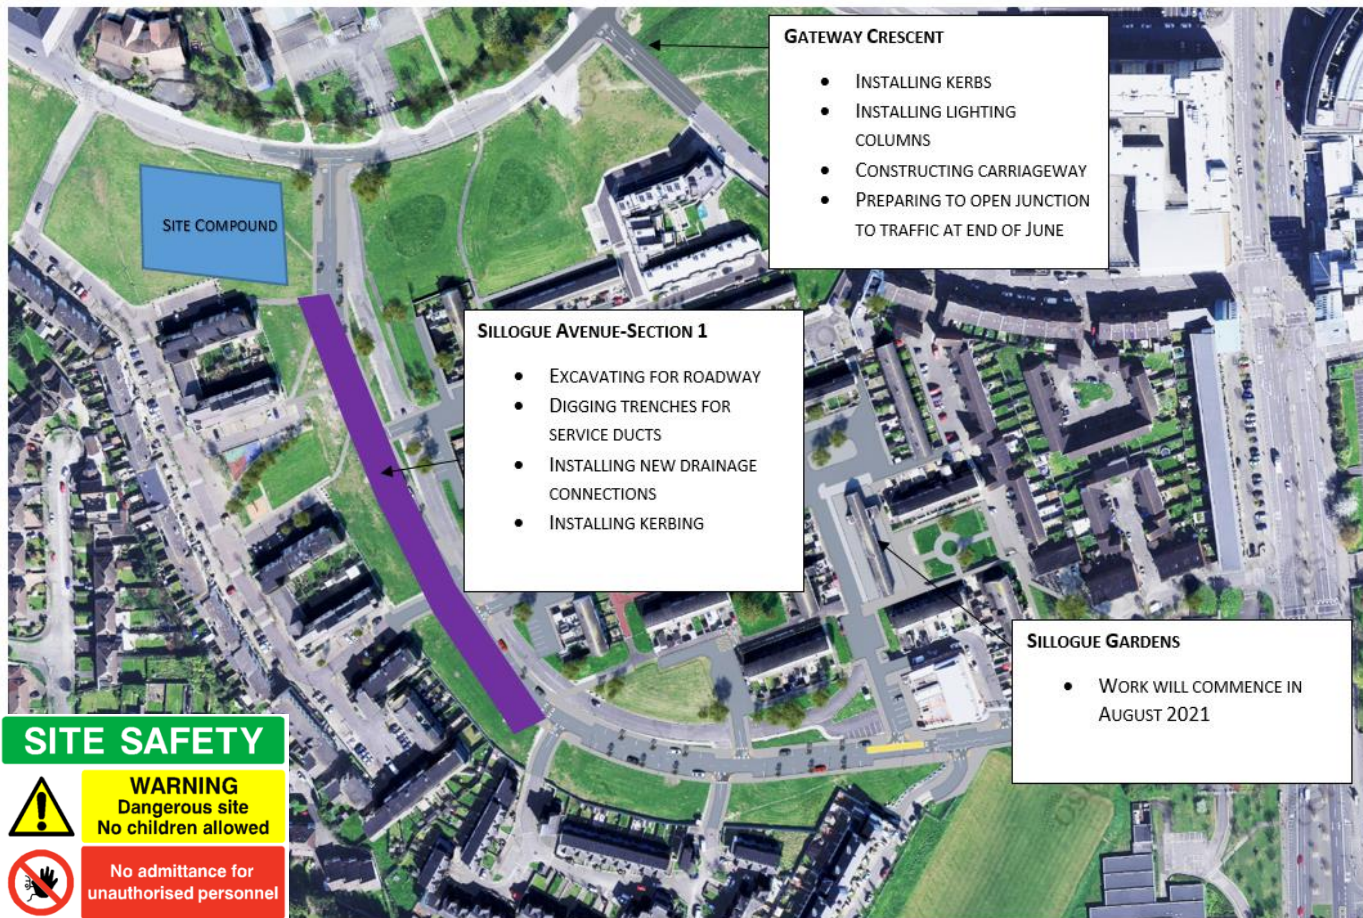 GATEWAY CRESCENT
• INSTALLING KERBS
• INSTALLING LIGHTING
COLUMNS
• CONSTRUCTING CARRIAGEWAY
• PREPARING TO OPEN JUNCTION
TO TRAFFIC AT END OF JUNE
SITE COMPOUND
SILLOGUE AVENUE-SECTION 1
• EXCAVATING FOR ROADWAY
• DIGGING TRENCHES FOR
SERVICE DUCTS
• INSTALLING NEW DRAINAGE
CONNECTIONS
• INSTALLING KERBING
SILLOGUE GARDENS
• WORK WILL COMMENCE IN
AUGUST 2021
SITE SAFETY
WARNING
Dangerous site
No children allowed
No admittance for
unauthorised personnel